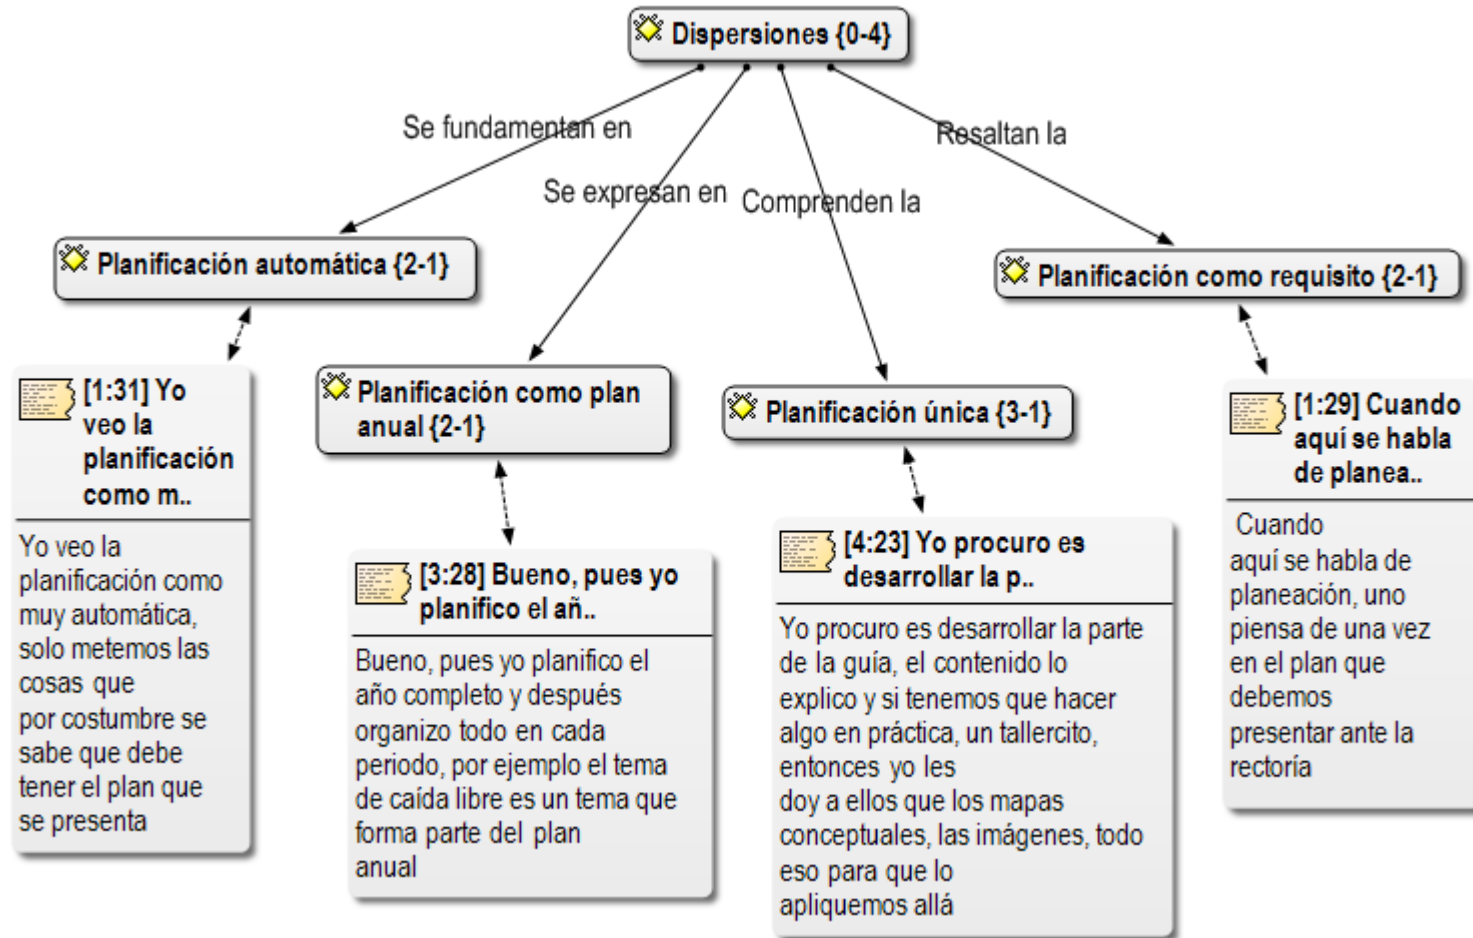 Dispersiones {0-4}
Se fundamentan en
Resaltan la
Se expresan en
Comprenden la
Planificación automática {2-1}
Planificación como requisito {2-1}
Planificación como plan
anual {2-1}
Planificación única {3-1}
[1:31] Yo
veo la
planificación
como m..
Yo veo la
planificación como
muy automática,
solo metemos las
cosas que
por costumbre se
sabe que debe
tener el plan que
se presenta
[3:28] Bueno, pues yo
planifico el añ..
Bueno, pues yo planifico el
año completo y después
organizo todo en cada
periodo, por ejemplo el tema
de caída libre es un tema que
forma parte del plan
anual
[4:23] Yo procuro es
desarrollar la p..
Yo procuro es desarrollar la parte
de la guía, el contenido lo
explico y si tenemos que hacer
algo en práctica, un tallercito,
entonces yo les
doy a ellos que los mapas
conceptuales, las imágenes, todo
eso para que lo
apliquemos allá
[1:29] Cuando
aquí se habla
de planea..
Cuando
aquí se habla de
planeación, uno
piensa de una vez
en el plan que
debemos
presentar ante la
rectoría